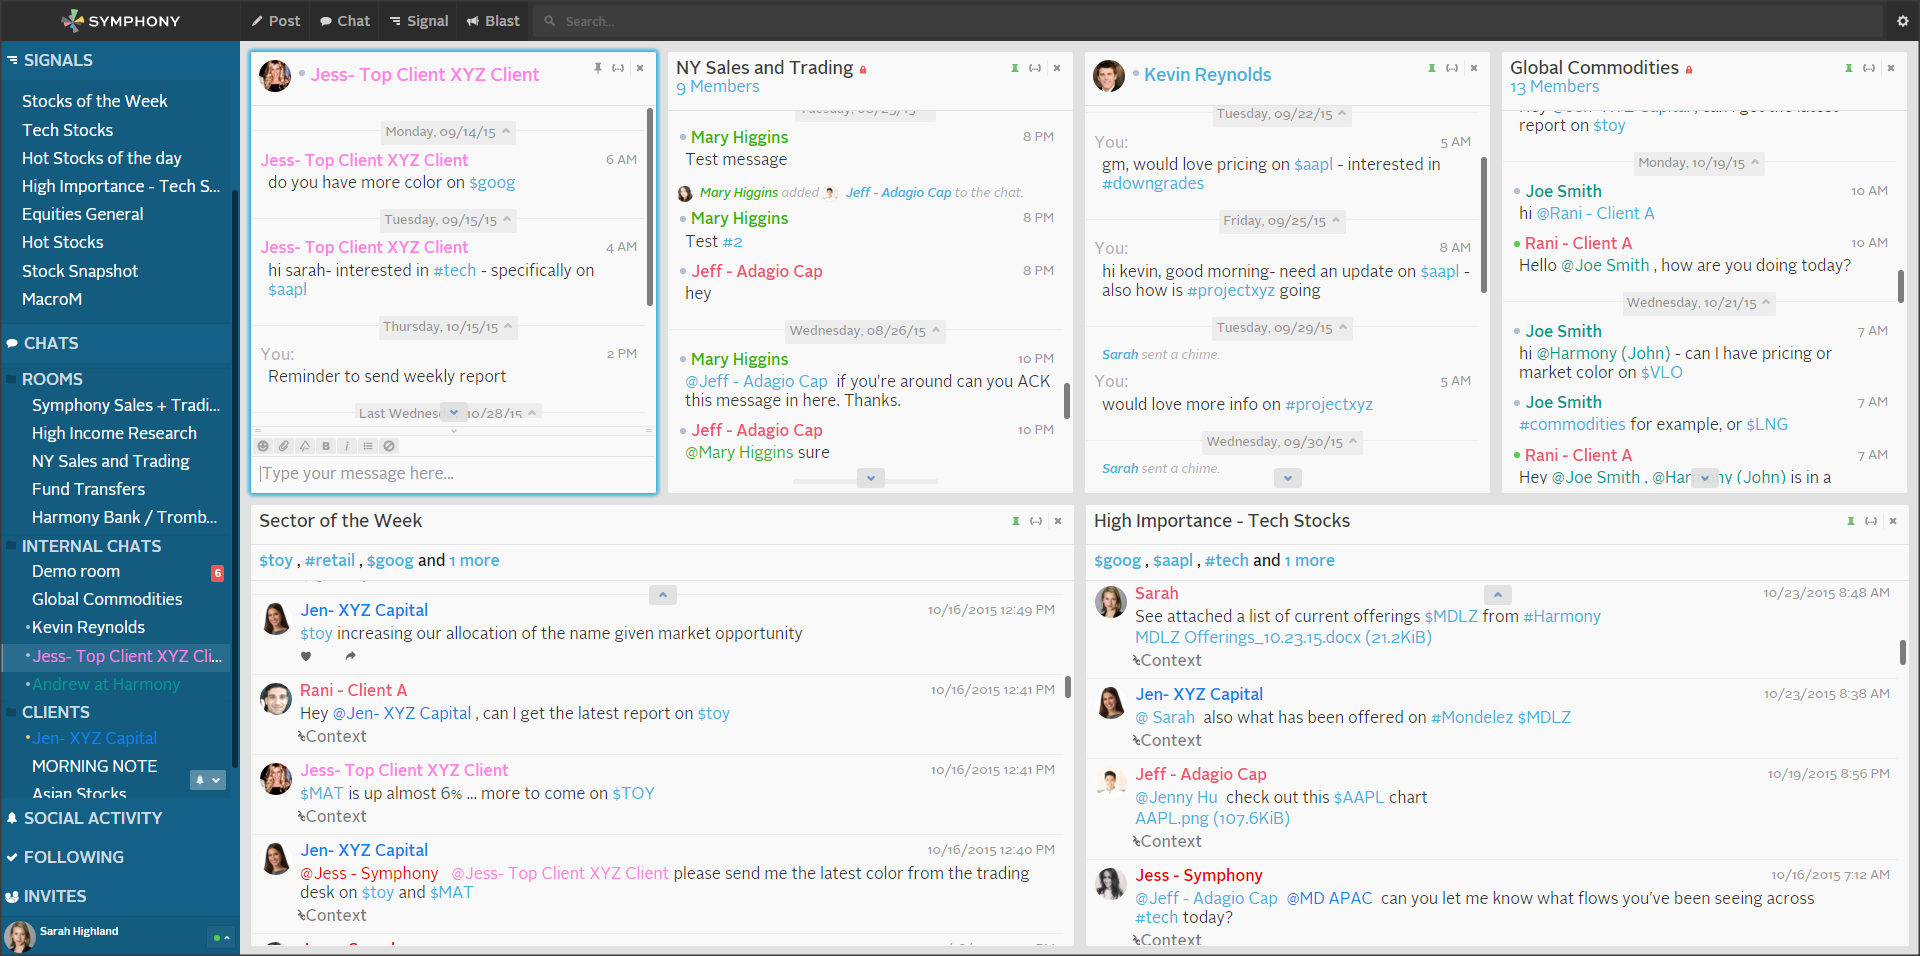 SYMPHONY
Post
Chat
Signal
Blast
Search...
SIGNALS
Stocks of the Week
Tech Stocks
Hot Stocks of the day
High Importance - Tech S...
Equities General
Hot Stocks
Stock Snapshot
MacroM
CHATS
ROOMS
Symphony Sales + Tradi...
High Income Research
NY Sales and Trading
Fund Transfers
Harmony Bank / Tromb...
INTERNAL CHATS
Demo room 6
Global Commodities
Kevin Reynolds
Jess- Top Client XYZ Cli...
Andrew at Harmony
CLIENTS
Jen- XYZ Capital
MORNING NOTE
Asian Stocks
SOCIAL ACTIVITY
FOLLOWING
INVITES
Sarah Highland
Jess- Top Client XYZ Client
Monday, 09/14/15
Jess- Top Client XYZ Client 6 AM
do you have more color on $goog
Tuesday, 09/15/15
Jess- Top Client XYZ Client 4 AM
hi sarah- interested in #tech - specifically on
$aapl
Thursday, 10/15/15
You: 2 PM
Reminder to send weekly report
Last Wednes 10/28/15
B i
Type your message here...
NY Sales and Trading
9 Members
Tuesday, 08/25/15
Mary Higgins 8 PM
Test message
Mary Higgins added Jeff - Adagio Cap to the chat.
Mary Higgins 8 PM
Test #2
Jeff - Adagio Cap 8 PM
hey
Wednesday, 08/26/15
Mary Higgins 10 PM
@Jeff - Adagio Cap if you're around can you ACK
this message in here. Thanks.
Jeff - Adagio Cap 10 PM
@Mary Higgins sure
Kevin Reynolds
Tuesday, 09/22/15
You: 5 AM
gm, would love pricing on $aapl - interested in
#downgrades
Friday, 09/25/15
You: 8 AM
hi kevin, good morning- need an update on $aapl -
also how is #projectxyz going
Tuesday, 09/29/15
Sarah sent a chime.
You: 5 AM
would love more info on #projectxyz
Wednesday, 09/30/15
Sarah sent a chime.
Global Commodities
13 Members
Hey @Jen- XYZ Capital, can I get the latest
report on $toy
Monday, 10/19/15
Joe Smith 10 AM
hi @Rani - Client A
Rani - Client A 10 AM
Hello @Joe Smith , how are you doing today?
Wednesday, 10/21/15
Joe Smith 7 AM
hi @Harmony (John) - can I have pricing or
market color on $VLO
Joe Smith 7 AM
#commodities for example, or $LNG
Rani - Client A 7 AM
Hey @Joe Smith , @Harmony (John) is in a
Sector of the Week
$toy , #retail , $goog and 1 more
Jen- XYZ Capital 10/16/2015 12:49 PM
$toy increasing our allocation of the name given market opportunity
Rani - Client A 10/16/2015 12:41 PM
Hey @Jen- XYZ Capital , can I get the latest report on $toy
Context
Jess- Top Client XYZ Client 10/16/2015 12:41 PM
$MAT is up almost 6% ... more to come on $TOY
Context
Jen- XYZ Capital 10/16/2015 12:40 PM
@Jess - Symphony @Jess- Top Client XYZ Client please send me the latest color from the trading
desk on $toy and $MAT
Context
High Importance - Tech Stocks
$goog , $aapl , #tech and 1 more
Sarah 10/23/2015 8:48 AM
See attached a list of current offerings $MDLZ from #Harmony
MDLZ Offerings_10.23.15.docx (21.2KiB)
Context
Jen- XYZ Capital 10/23/2015 8:38 AM
@ Sarah also what has been offered on #Mondelez $MDLZ
Context
Jeff - Adagio Cap 10/19/2015 8:56 PM
@Jenny Hu check out this $AAPL chart
AAPL.png (107.6KiB)
Context
Jess - Symphony 10/16/2015 7:12 AM
@Jeff - Adagio Cap @MD APAC can you let me know what flows you've been seeing across
#tech today?
Context